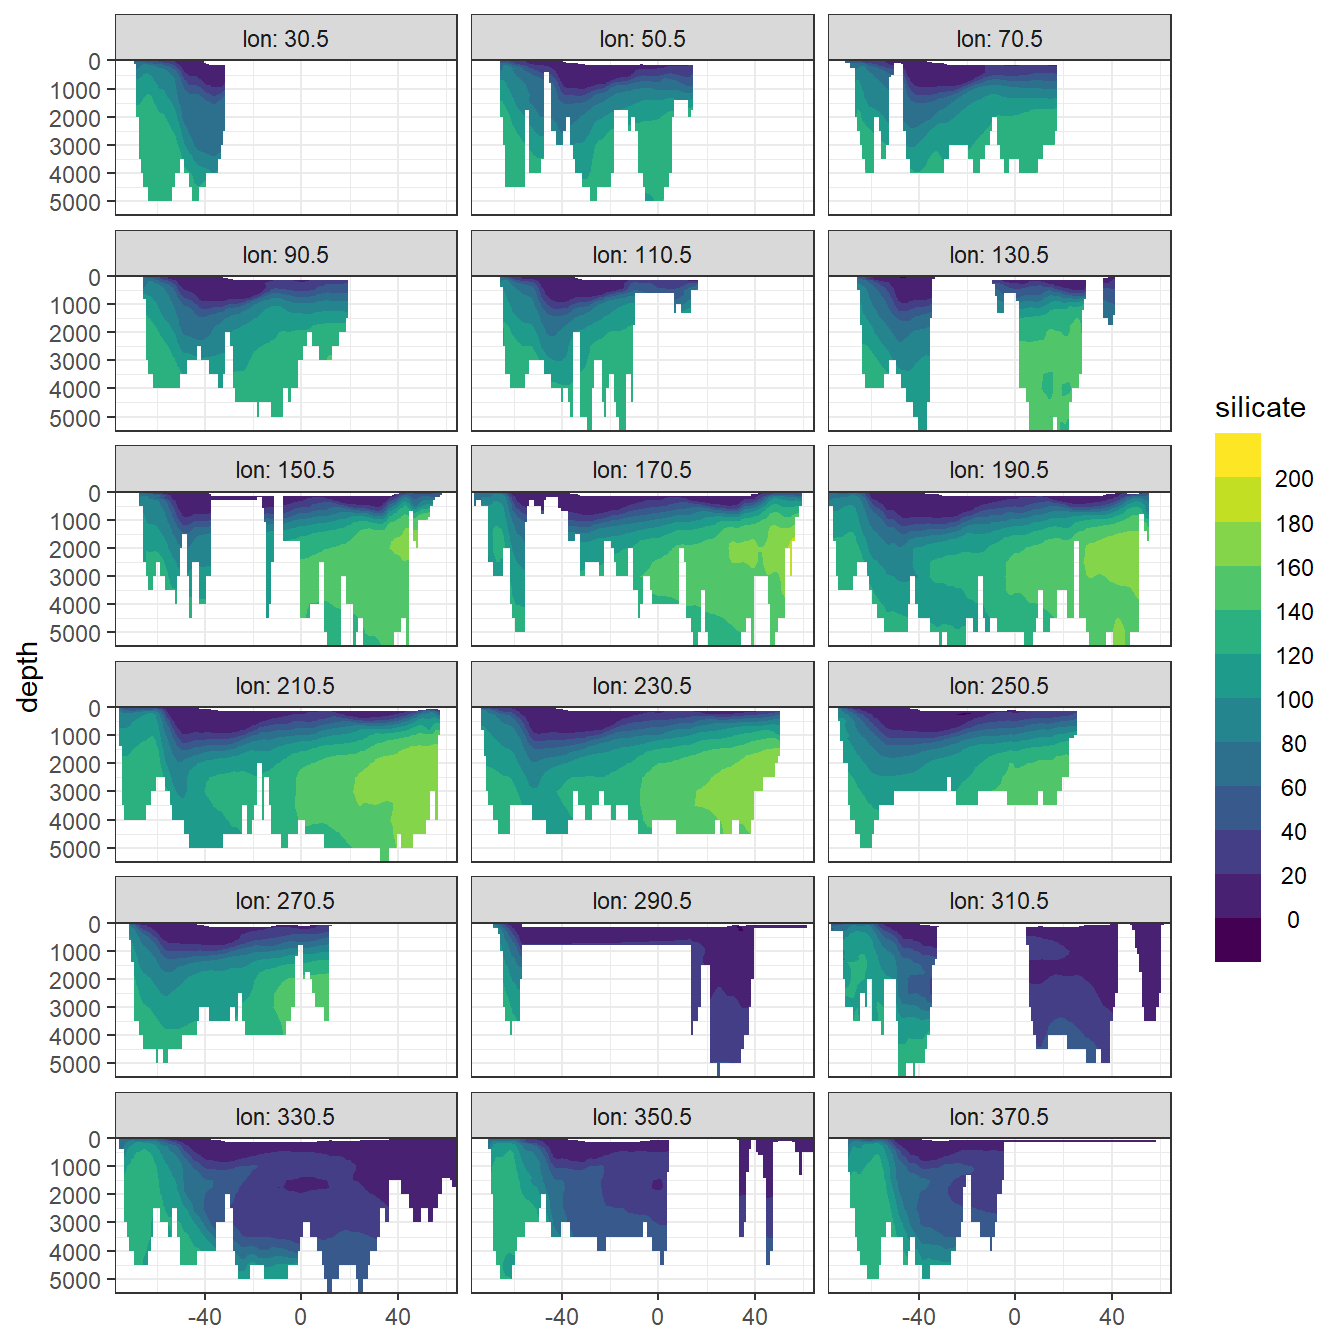 lon: 30.5
lon: 50.5
lon: 70.5
0
1000
2000
3000
4000
5000
lon: 90.5
lon: 110.5
lon: 130.5
0
1000
2000
3000
4000
5000
lon: 150.5
lon: 170.5
lon: 190.5
0
1000
2000
3000
4000
5000
lon: 210.5
lon: 230.5
lon: 250.5
0
1000
2000
3000
4000
5000
lon: 270.5
lon: 290.5
lon: 310.5
0
1000
2000
3000
4000
5000
lon: 330.5
lon: 350.5
lon: 370.5
0
1000
2000
3000
4000
5000
-40 0 40
-40 0 40
-40 0 40
depth
silicate
200
180
160
140
120
100
80
60
40
20
0